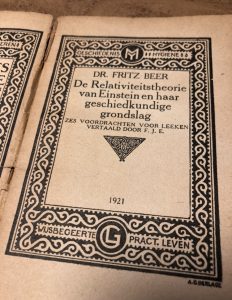 GESCHIEDENIS M HYGIENE E.A.
DR. FRITZ BEER
De Relativiteitstheorie
van Einstein en haar
geschiedkundige
grondslag
ZES VOORDRACHTEN VOOR LEEKEN
VERTAALD DOOR F. J. E.
1921
WIJSBEGEERTE G PRACT. LEVEN